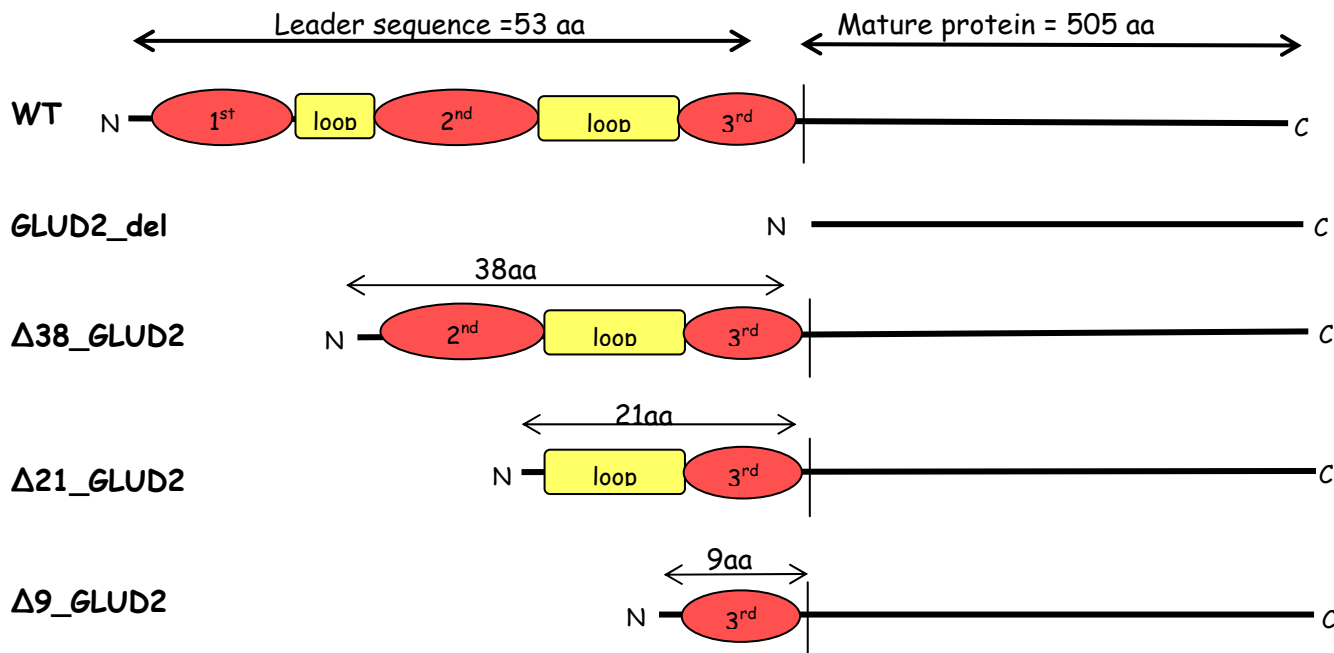 Leader sequence =53 aa
Mature protein = 505 aa
WT N 1st loop 2nd loop 3rd C
GLUD2_del N C
38aa
Δ38_GLUD2 N 2nd loop 3rd C
21aa
Δ21_GLUD2 N loop 3rd C
9aa
Δ9_GLUD2 N 3rd C